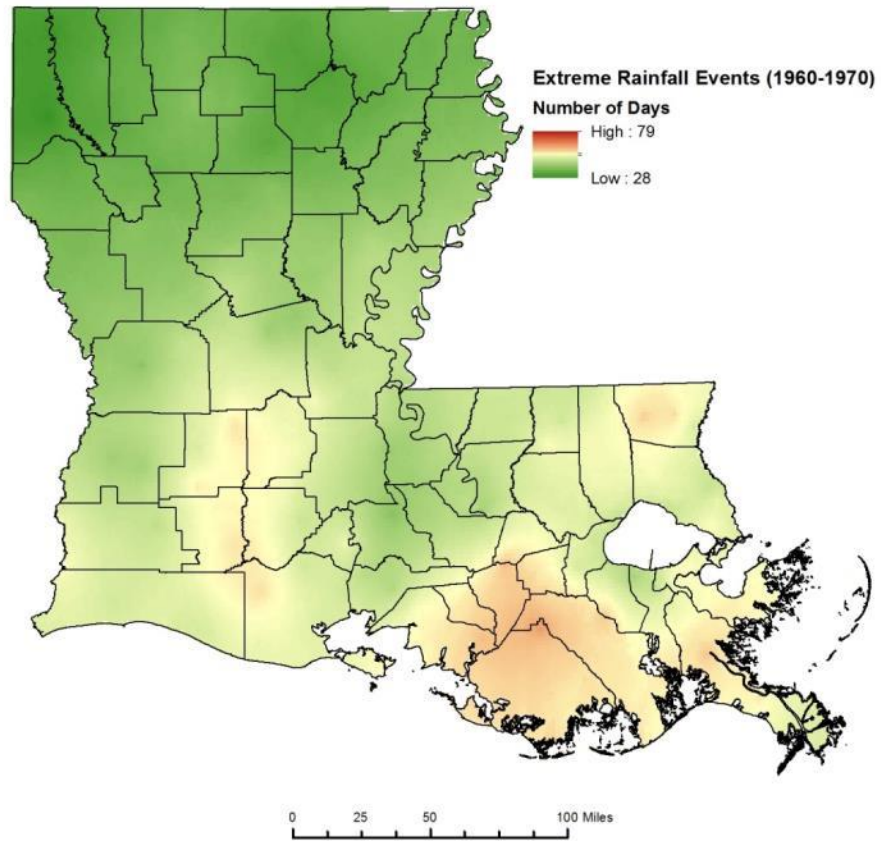 Extreme Rainfall Events (1960-1970)
Number of Days
High : 79
Low : 28
0 25 50 100 Miles